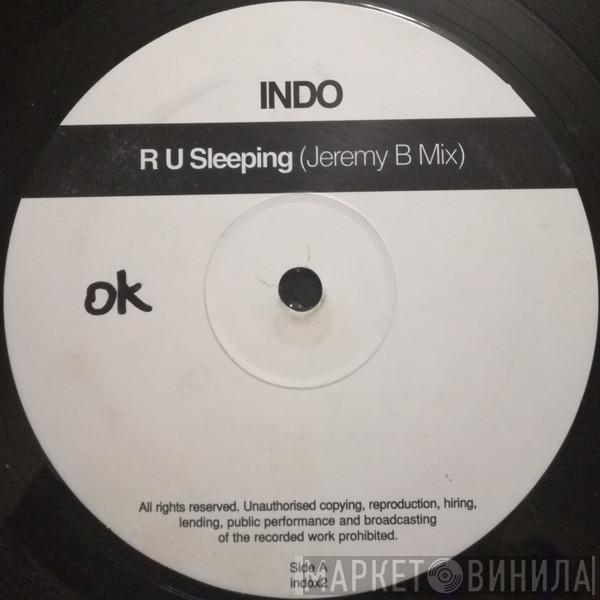 INDO
R U Sleeping (Jeremy B Mix)
ok
All rights reserved. Unauthorised copying, reproduction, hiring,
lending, public performance and broadcasting
of the recorded work prohibited.
Side A
indox2
МАРКЕТ ВИНИЛА